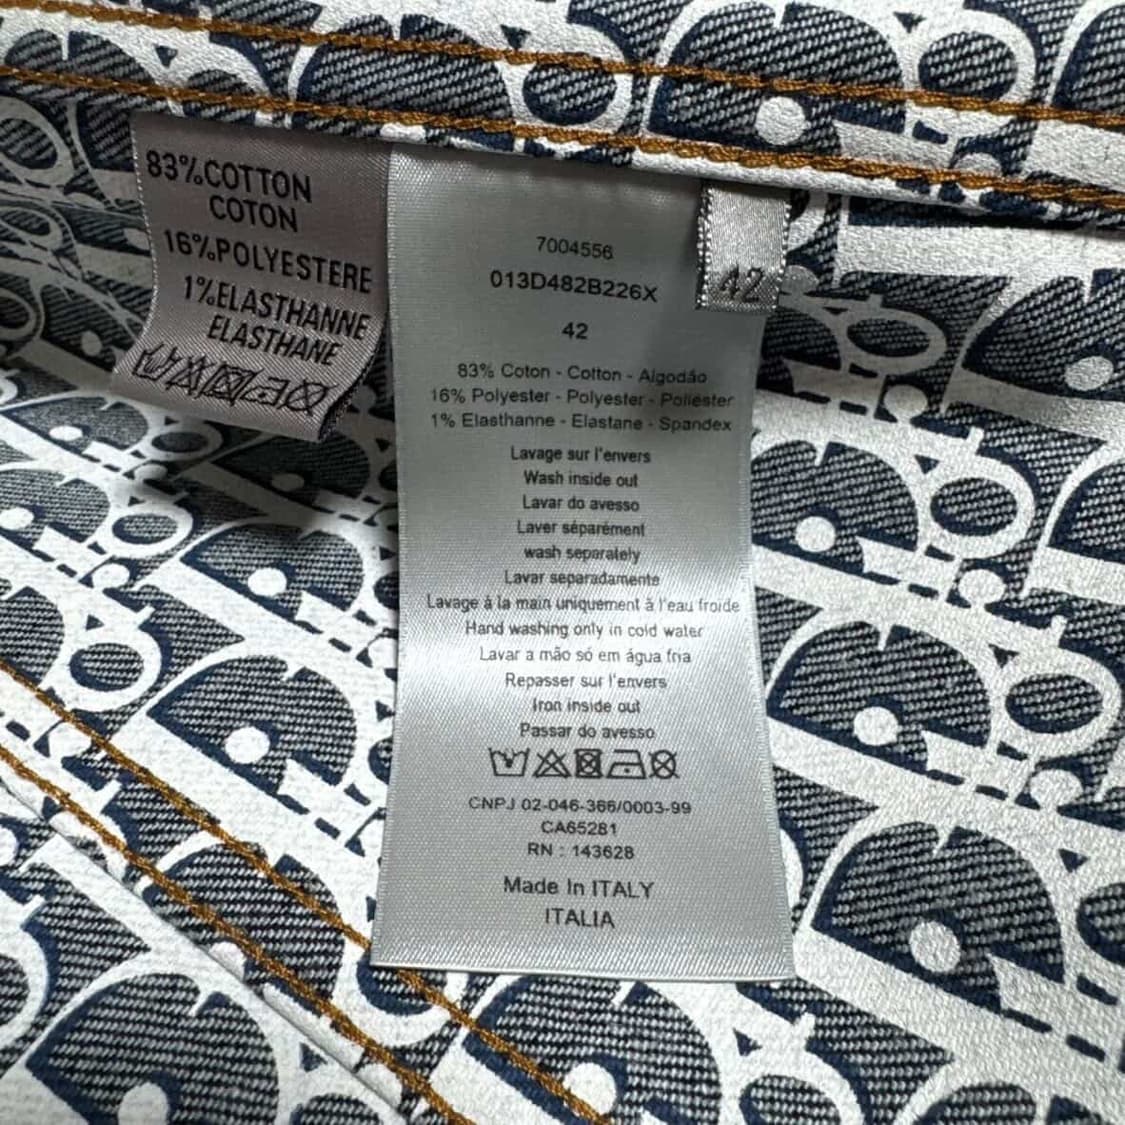 83%COTTON
COTON
16%POLYESTERE
1%ELASTHANNE
ELASTHANE
7004556
013D482B226X
42
83% Coton - Cotton - Algodão
16% Polyester - Polyester - Poliester
1% Elasthanne - Elastane - Spandex
Lavage sur l'envers
Wash inside out
Lavar do avesso
Laver séparément
wash separately
Lavar separadamente
Lavage à la main uniquement à l'eau froide
Hand washing only in cold water
Lavar a mão só em água fria
Repasser sur l'envers
Iron inside out
Passar do avesso
CNPJ 02-046-366/0003-99
CA65281
RN : 143628
Made In ITALY
ITALIA
42